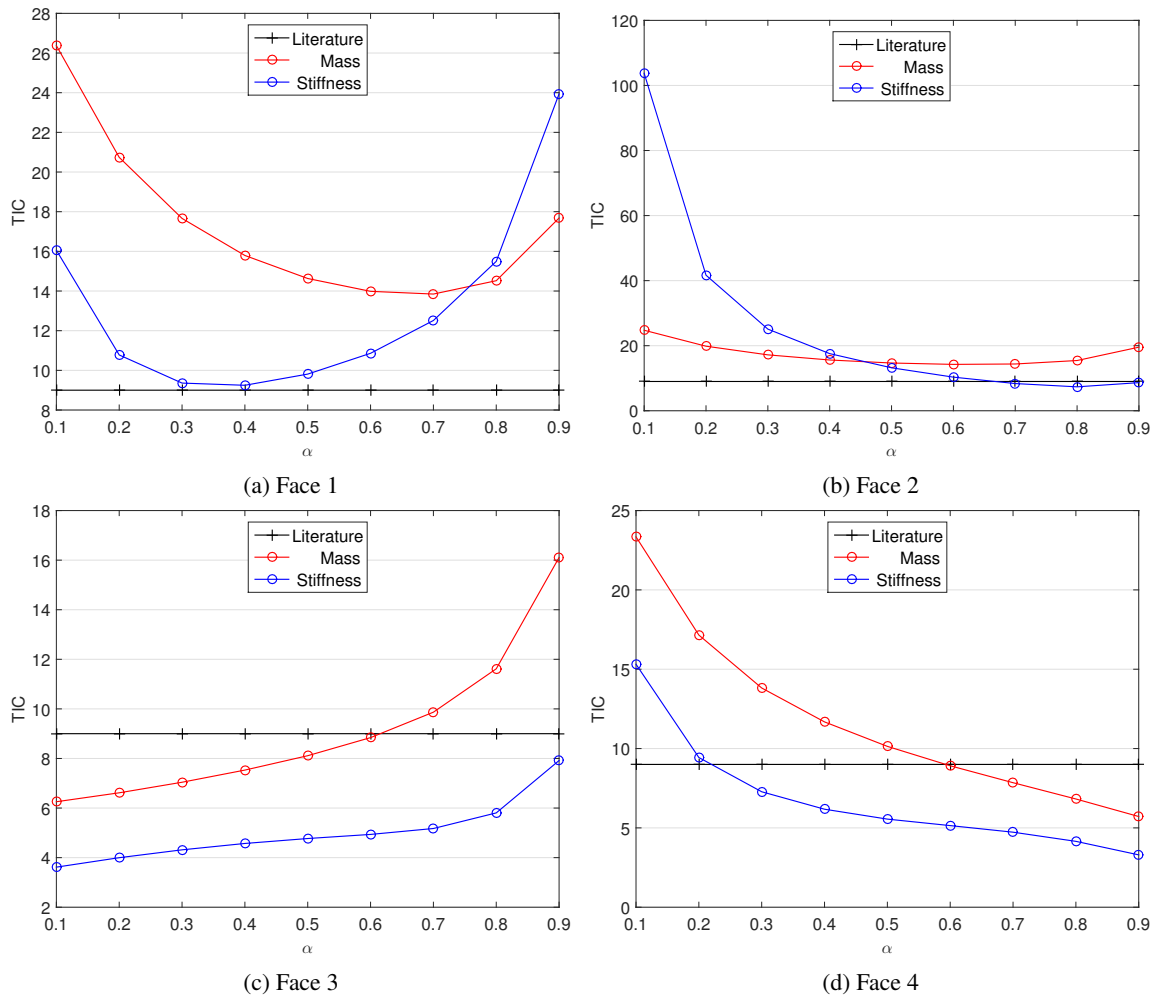 28
26
24
22
20
18
16
14
12
10
8
TIC
Literature
Mass
Stiffness
0.1 0.2 0.3 0.4 0.5 0.6 0.7 0.8 0.9
α
(a) Face 1
120
100
80
60
40
20
0
TIC
Literature
Mass
Stiffness
0.1 0.2 0.3 0.4 0.5 0.6 0.7 0.8 0.9
α
(b) Face 2
18
16
14
12
10
8
6
4
2
TIC
Literature
Mass
Stiffness
0.1 0.2 0.3 0.4 0.5 0.6 0.7 0.8 0.9
α
(c) Face 3
25
20
15
10
5
0
TIC
Literature
Mass
Stiffness
0.1 0.2 0.3 0.4 0.5 0.6 0.7 0.8 0.9
α
(d) Face 4